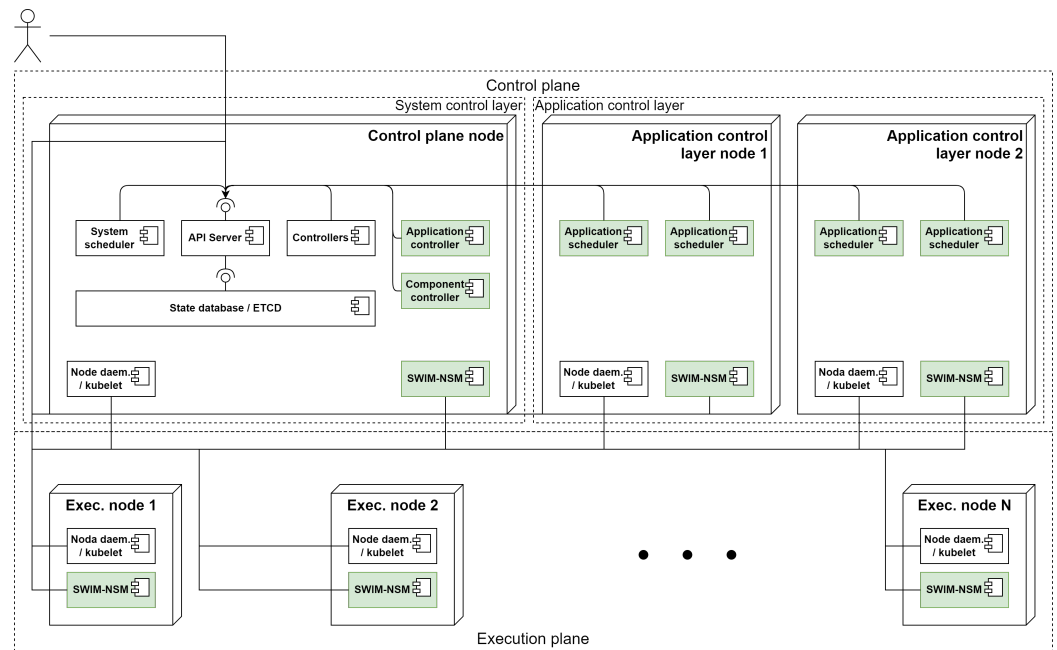 Control plane
System control layer
Application control layer
Control plane node
Application control
layer node 1
Application control
layer node 2
System
scheduler
API Server
Controllers
Application
controller
Application
scheduler
Application
scheduler
Application
scheduler
Application
scheduler
Component
controller
State database / ETCD
Node daem.
/ kubelet
SWIM-NSM
Node daem.
/ kubelet
SWIM-NSM
Noda daem.
/ kubelet
SWIM-NSM
Exec. node 1
Noda daem.
/ kubelet
SWIM-NSM
Exec. node 2
Node daem.
/ kubelet
SWIM-NSM
Exec. node N
Node daem.
/ kubelet
SWIM-NSM
Execution plane